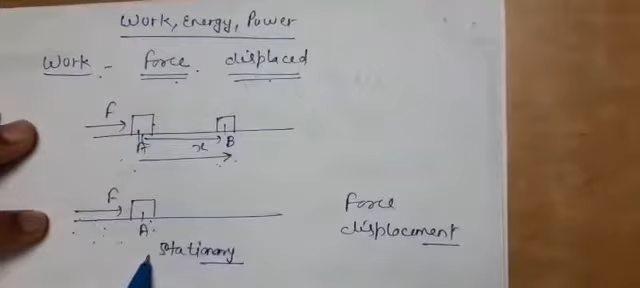 Work, Energy, Power
Work - force. displaced
F
A x B
F
A
Stationary
force
displacement